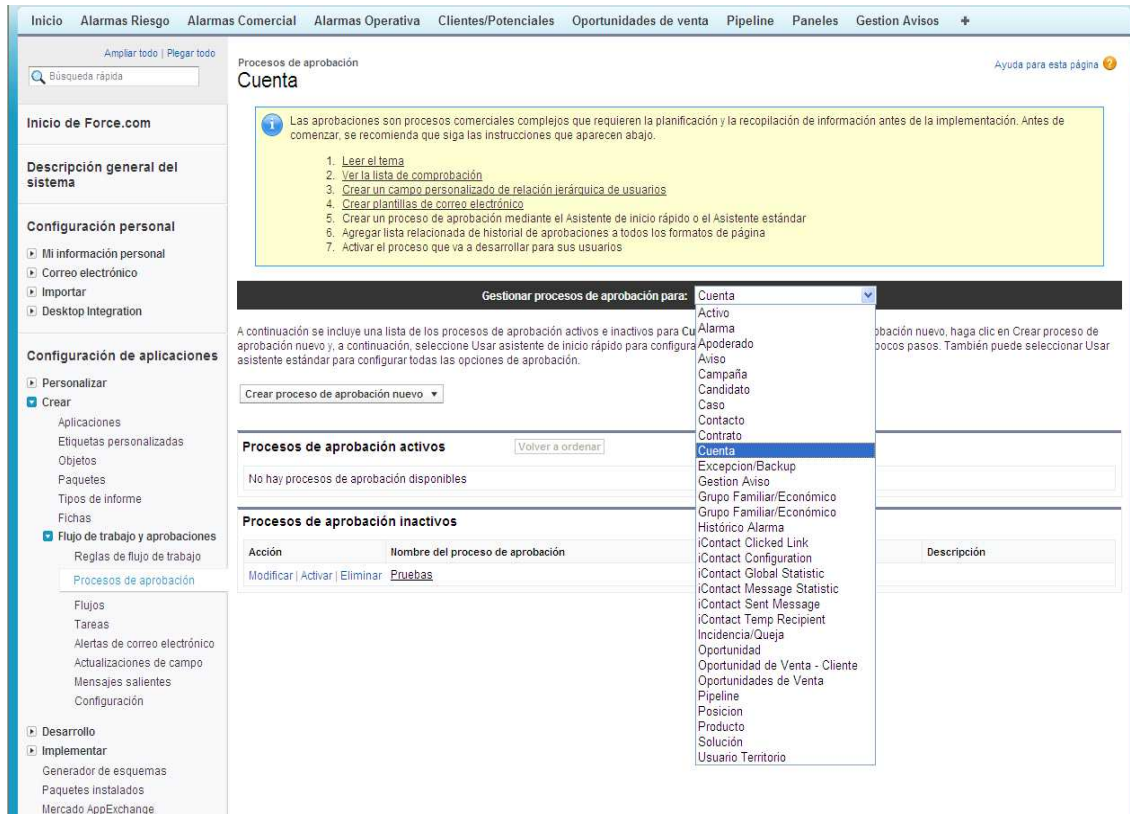 Inicio Alarmas Riesgo Alarmas Comercial Alarmas Operativa Clientes/Potenciales Oportunidades de venta Pipeline Paneles Gestion Avisos +
Ampliar todo | Plegar todo
Búsqueda rápida
Inicio de Force.com
Descripción general del
sistema
Configuración personal
Mi información personal
Correo electrónico
Importar
Desktop Integration
Configuración de aplicaciones
Personalizar
Crear
Aplicaciones
Etiquetas personalizadas
Objetos
Paquetes
Tipos de informe
Fichas
Flujo de trabajo y aprobaciones
Reglas de flujo de trabajo
Procesos de aprobación
Flujos
Tareas
Alertas de correo electrónico
Actualizaciones de campo
Mensajes salientes
Configuración
Desarrollo
Implementar
Generador de esquemas
Paquetes instalados
Mercado AppExchange
Procesos de aprobación
Cuenta
Ayuda para esta página ?
Las aprobaciones son procesos comerciales complejos que requieren la planificación y la recopilación de información antes de la implementación. Antes de
comenzar, se recomienda que siga las instrucciones que aparecen abajo.
1. Leer el tema
2. Ver la lista de comprobación
3. Crear un campo personalizado de relación jerárquica de usuarios
4. Crear plantillas de correo electrónico
5. Crear un proceso de aprobación mediante el Asistente de inicio rápido o el Asistente estándar
6. Agregar lista relacionada de historial de aprobaciones a todos los formatos de página
7. Activar el proceso que va a desarrollar para sus usuarios
Gestionar procesos de aprobación para: Cuenta
A continuación se incluye una lista de los procesos de aprobación activos e inactivos para Cu obación nuevo, haga clic en Crear proceso de
aprobación nuevo y, a continuación, seleccione Usar asistente de inicio rápido para configura pocos pasos. También puede seleccionar Usar
asistente estándar para configurar todas las opciones de aprobación.
Crear proceso de aprobación nuevo
Procesos de aprobación activos Volver a ordenar
No hay procesos de aprobación disponibles
Procesos de aprobación inactivos
Acción Nombre del proceso de aprobación Descripción
Modificar | Activar | Eliminar Pruebas
Activo
Alarma
Apoderado
Aviso
Campaña
Candidato
Caso
Contacto
Contrato
Cuenta
Excepcion/Backup
Gestion Aviso
Grupo Familiar/Económico
Grupo Familiar/Económico
Histórico Alarma
iContact Clicked Link
iContact Configuration
iContact Global Statistic
iContact Message Statistic
iContact Sent Message
iContact Temp Recipient
Incidencia/Queja
Oportunidad
Oportunidad de Venta - Cliente
Oportunidades de Venta
Pipeline
Posicion
Producto
Solución
Usuario Territorio